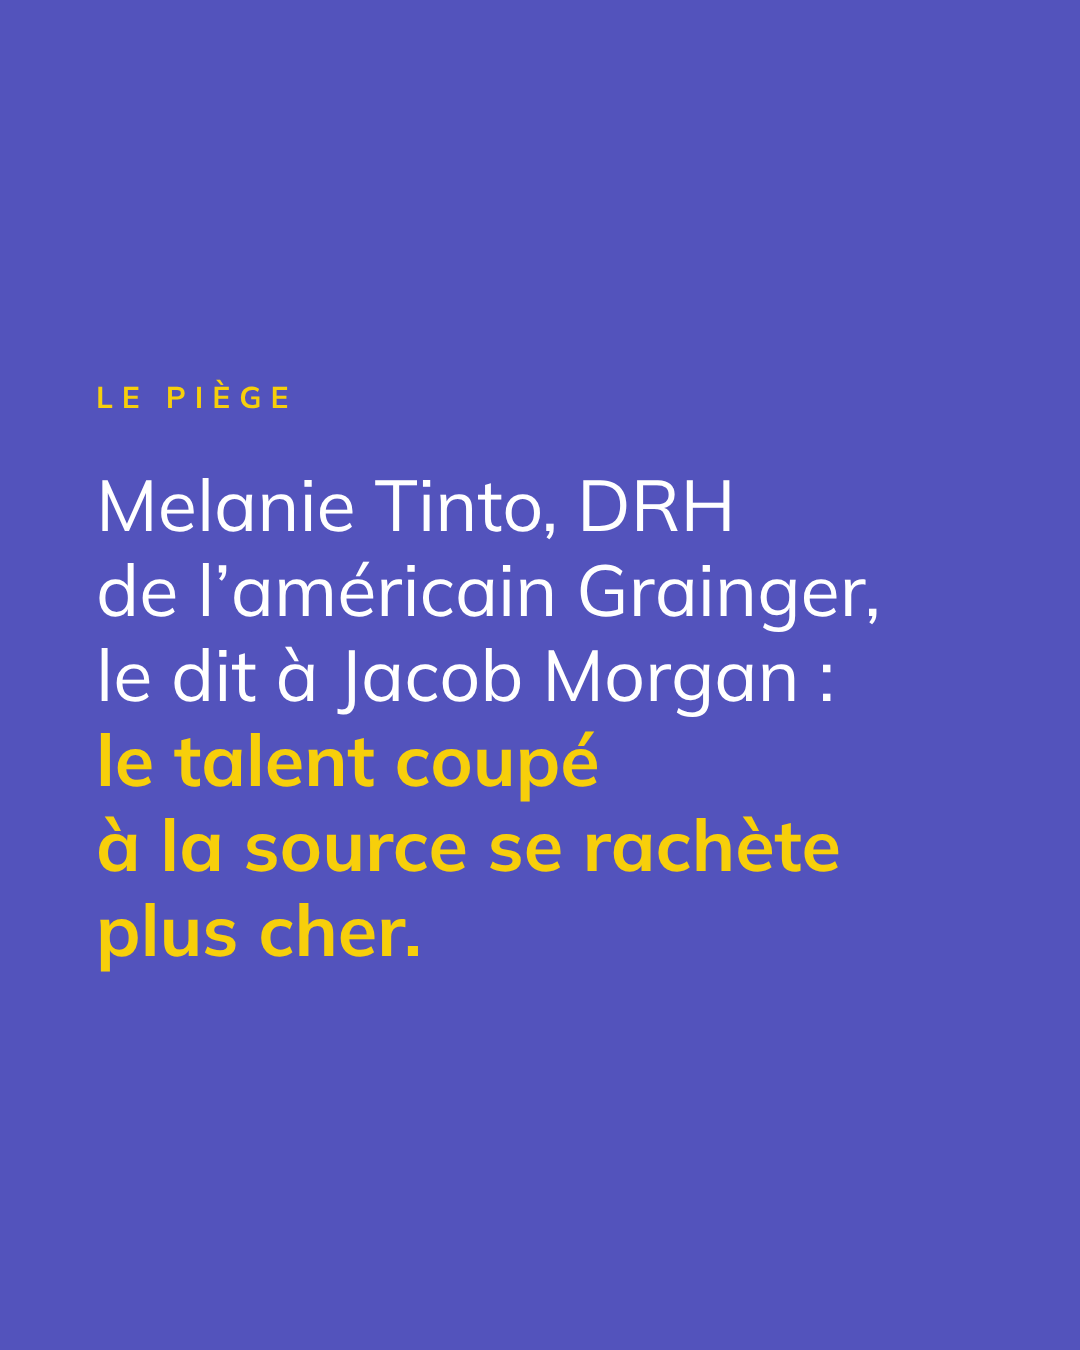 LE PIÈGE
Melanie Tinto, DRH
de l’américain Grainger,
le dit à Jacob Morgan :
le talent coupé
à la source se rachète
plus cher.